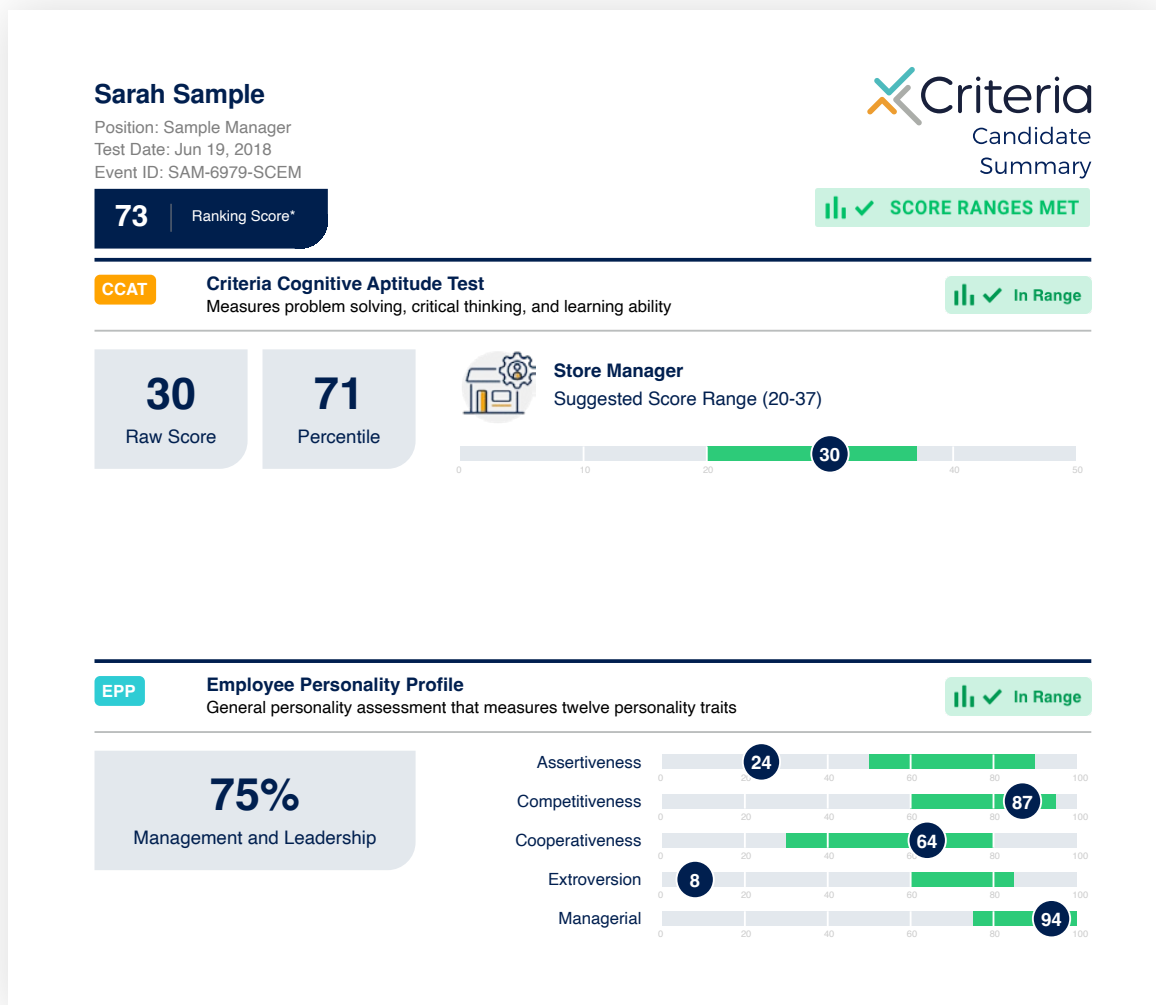 Sarah Sample
Position: Sample Manager
Test Date: Jun 19, 2018
Event ID: SAM-6979-SCEM
Criteria
Candidate
Summary
73 Ranking Score*
SCORE RANGES MET
CCAT
Criteria Cognitive Aptitude Test
Measures problem solving, critical thinking, and learning ability
In Range
30
Raw Score
71
Percentile
Store Manager
Suggested Score Range (20-37)
30
0 10 20 40 50
EPP
Employee Personality Profile
General personality assessment that measures twelve personality traits
In Range
75%
Management and Leadership
Assertiveness 24
0 20 40 60 80 100
Competitiveness 87
0 20 40 60 80 100
Cooperativeness 64
0 20 40 60 80 100
Extroversion 8
0 20 40 60 80 100
Managerial 94
0 20 40 60 80 100